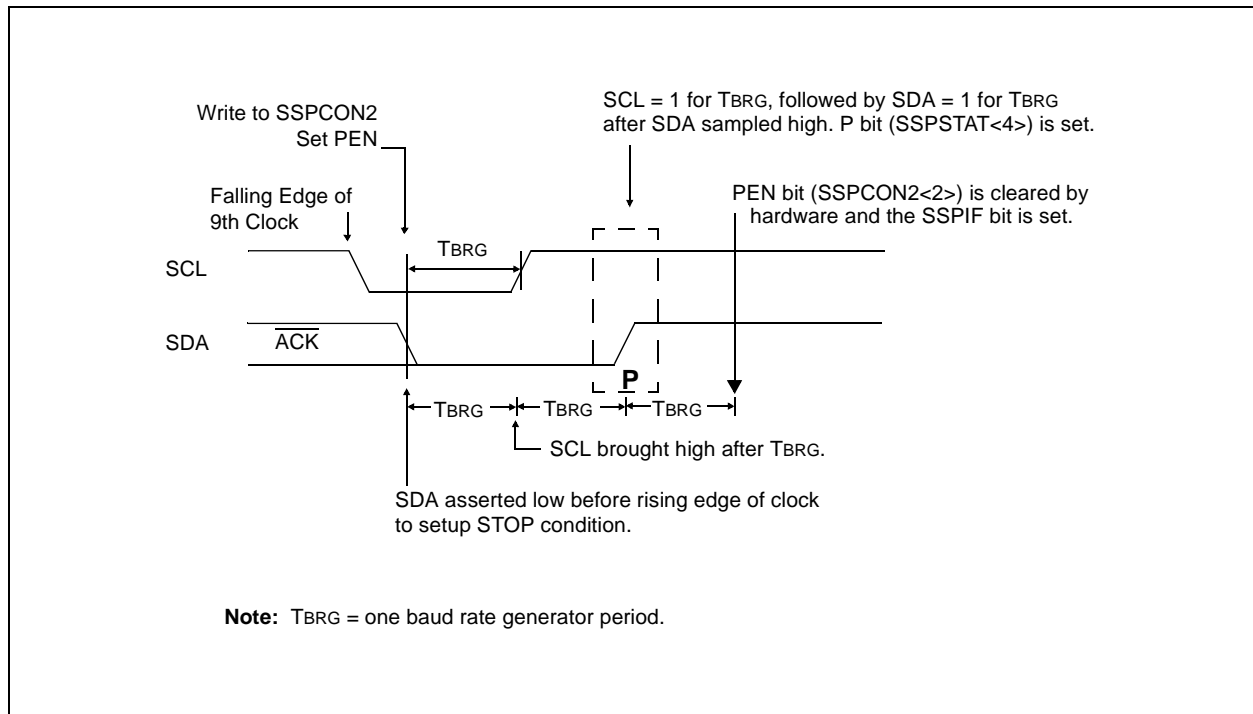 Write to SSPCON2
Set PEN
SCL = 1 for TBRG, followed by SDA = 1 for TBRG
after SDA sampled high. P bit (SSPSTAT<4>) is set.
Falling Edge of
9th Clock
PEN bit (SSPCON2<2>) is cleared by
hardware and the SSPIF bit is set.
TBRG
SCL
SDA
ACK
P
TBRG
TBRG
TBRG
SCL brought high after TBRG.
SDA asserted low before rising edge of clock
to setup STOP condition.
Note: TBRG = one baud rate generator period.